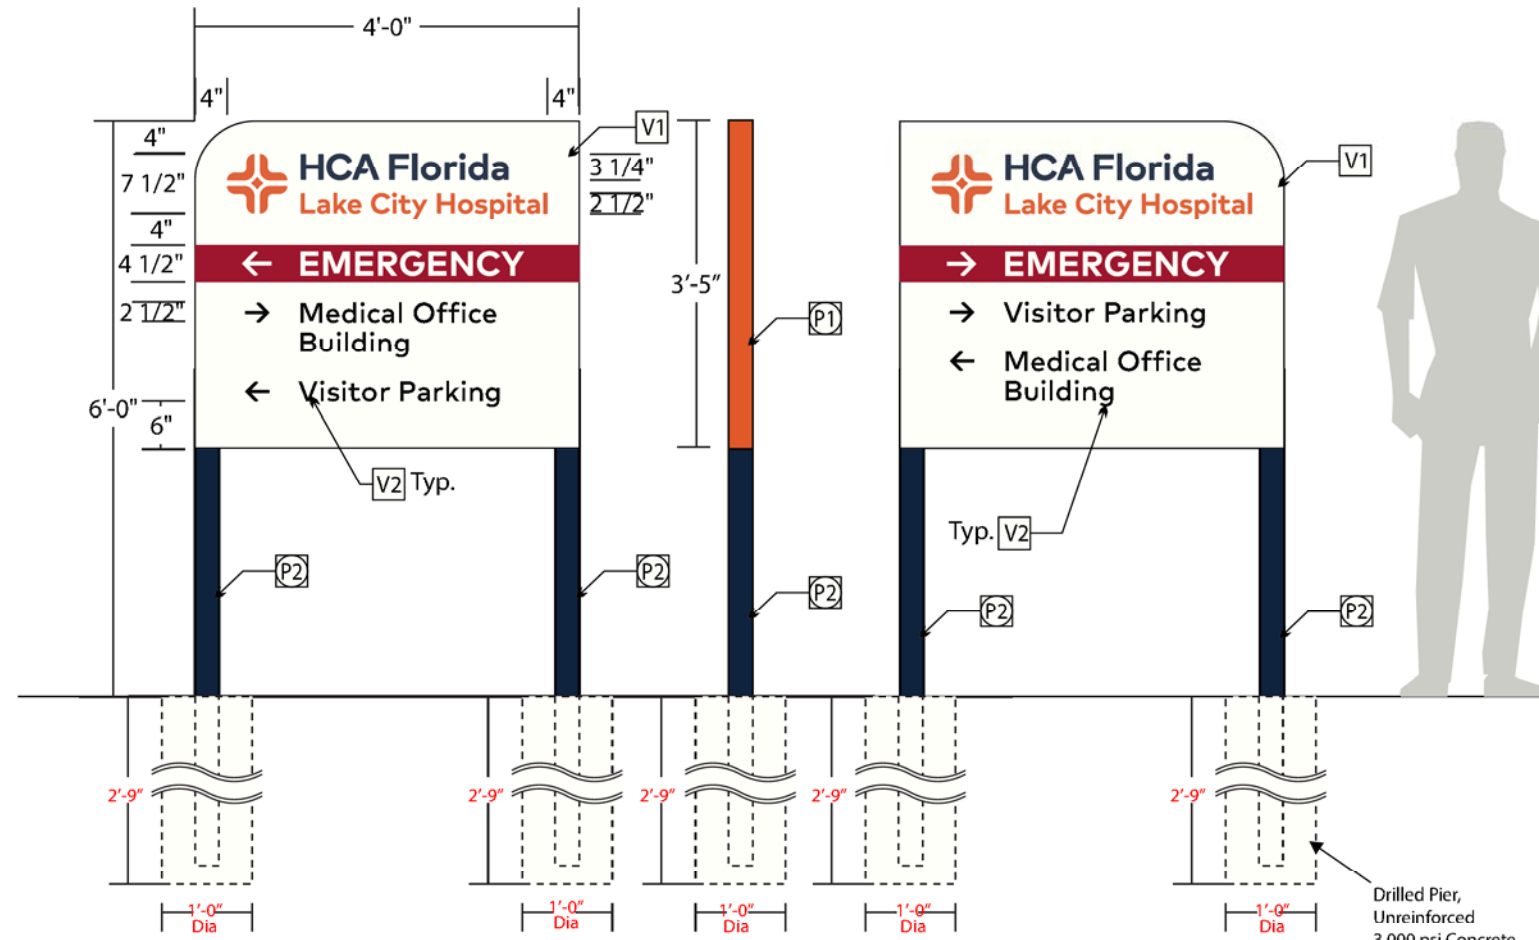 4'-0"
4"
4"
V1
4"
7 1/2"
4"
4 1/2"
2 1/2"
6'-0"
6"
HCA Florida
Lake City Hospital
← EMERGENCY
→ Medical Office
Building
← Visitor Parking
3 1/4"
2 1/2"
V2 Typ.
P2
P2
3'-5"
P1
P2
HCA Florida
Lake City Hospital
→ EMERGENCY
→ Visitor Parking
← Medical Office
Building
V1
Typ. V2
P2
P2
2'-9"
2'-9"
2'-9"
2'-9"
2'-9"
1'-0"
Dia
1'-0"
Dia
1'-0"
Dia
1'-0"
Dia
1'-0"
Dia
Drilled Pier,
Unreinforced
3,000 psi Concrete